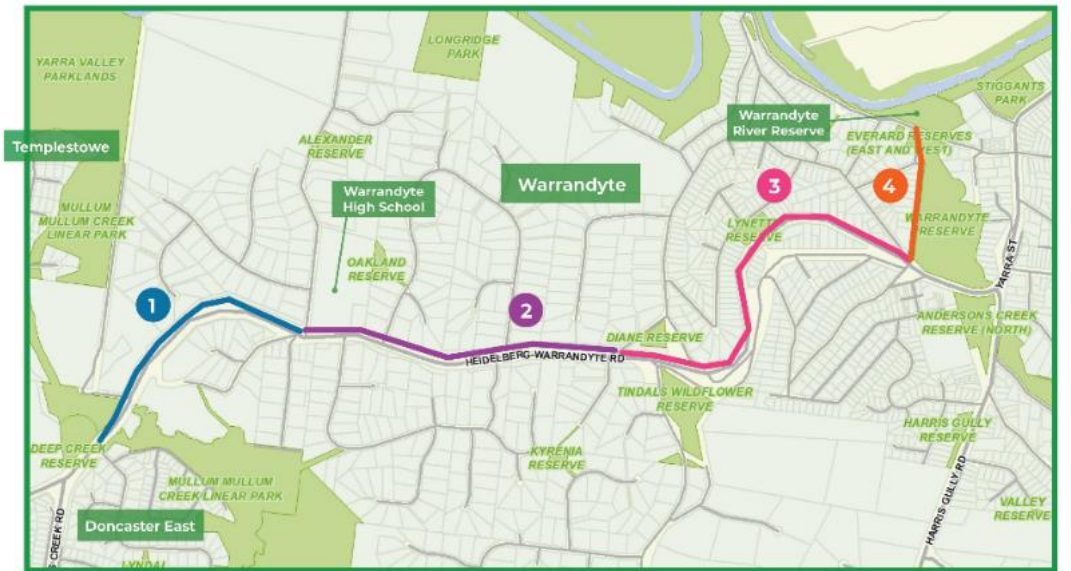 YARRA VALLEY
PARKLANDS
LONGRIDGE
PARK
STIGGANTS
PARK
Warrandyte
River Reserve
EVERARD RESERVES
(EAST AND WEST)
Templestowe
ALEXANDER
RESERVE
Warrandyte
High School
Warrandyte
3
4
MULLUM
MULLUM CREEK
LINEAR PARK
LYNETTE
RESERVE
WARRANDYTE
RESERVE
OAKLAND
RESERVE
YARRA ST
1
2
ANDERSONS CREEK
RESERVE (NORTH)
DIANE RESERVE
HEIDELBERG-WARRANDYTE RD
TINDALS WILDFLOWER
RESERVE
HARRIS GULLY
RESERVE
DEEP CREEK
RESERVE
KYRENIA
RESERVE
MULLUM MULLUM
CREEK LINEAR PARK
HARRIS GULLY RD
VALLEY
RESERVE
Doncaster East
S CREEK RD
LYNDAL